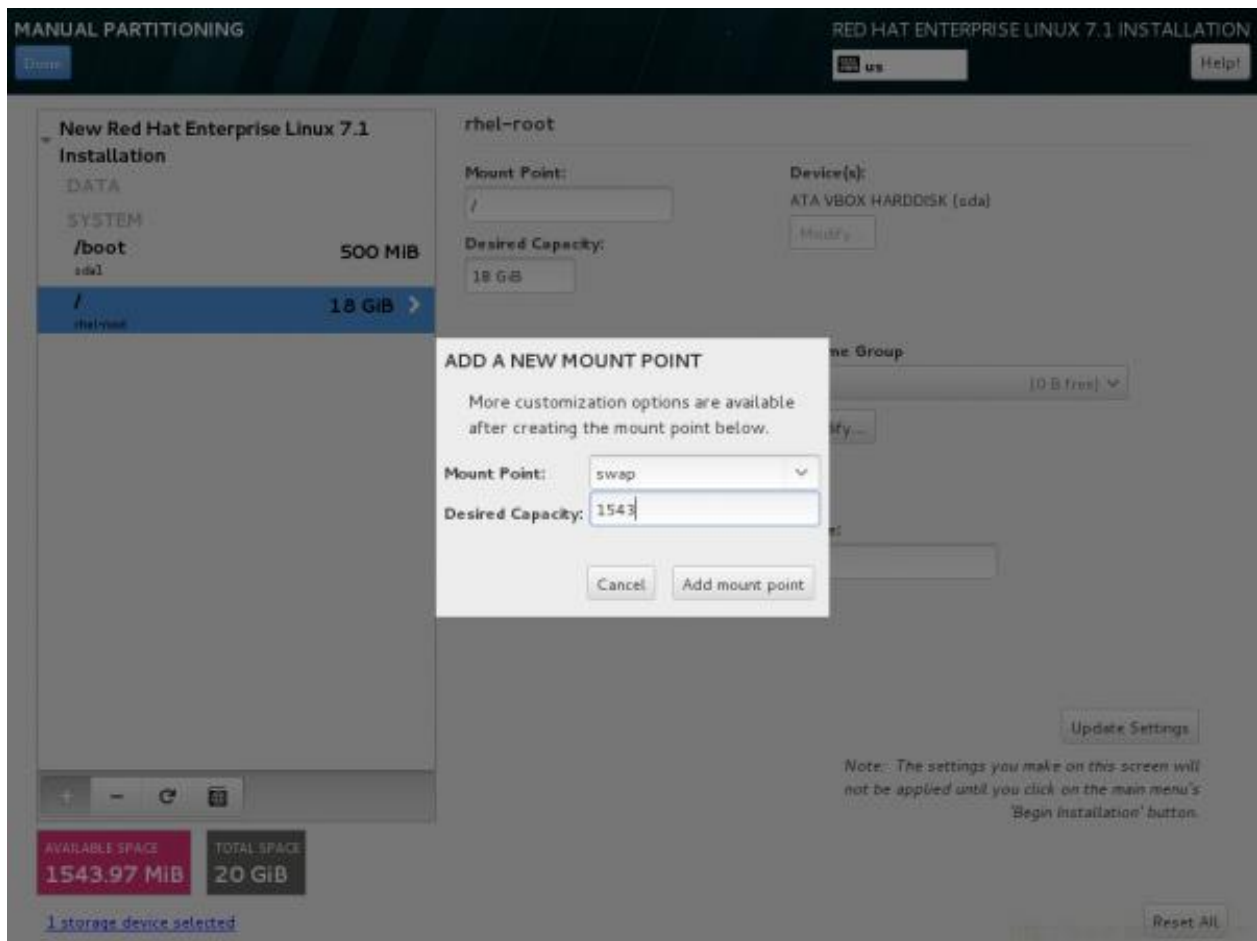 MANUAL PARTITIONING
RED HAT ENTERPRISE LINUX 7.1 INSTALLATION
Done
us
Help!
New Red Hat Enterprise Linux 7.1
Installation
DATA
SYSTEM
/boot
500 MiB
sda1
/
18 GiB
rhel-root
rhel-root
Mount Point:
/
Desired Capacity:
18 GiB
Device(s):
ATA VBOX HARDDISK (sda)
Modify...
me Group
(0 B free)
ify...
e:
ADD A NEW MOUNT POINT
More customization options are available
after creating the mount point below.
Mount Point:
swap
Desired Capacity:
1543
Cancel
Add mount point
Update Settings
Note: The settings you make on this screen will
not be applied until you click on the main menu's
'Begin Installation' button.
+
-
AVAILABLE SPACE
1543.97 MiB
TOTAL SPACE
20 GiB
1 storage device selected
Reset All